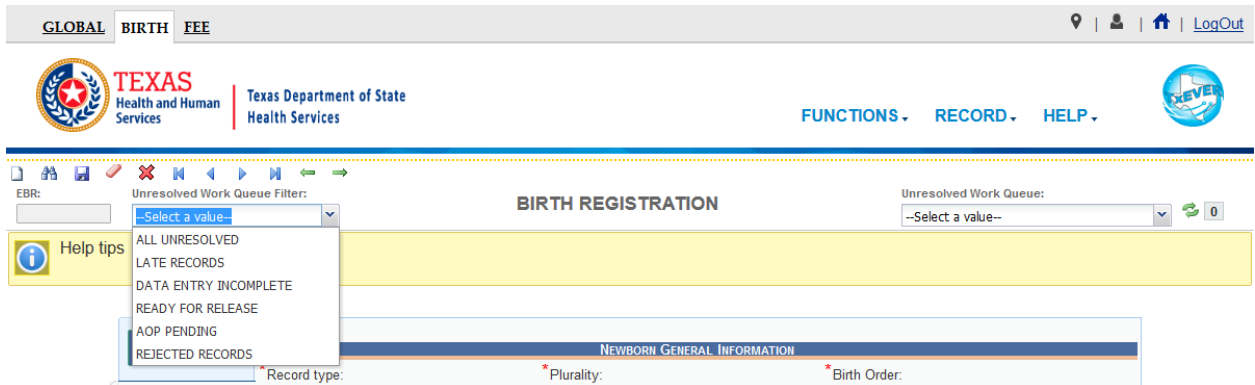 GLOBAL BIRTH FEE | | | LogOut
TEXAS
Health and Human
Services
Texas Department of State
Health Services
FUNCTIONS RECORD HELP
TxEVER
EBR: Unresolved Work Queue Filter: Unresolved Work Queue:
--Select a value-- BIRTH REGISTRATION --Select a value-- 0
Help tips
ALL UNRESOLVED
LATE RECORDS
DATA ENTRY INCOMPLETE
READY FOR RELEASE
AOP PENDING
REJECTED RECORDS
NEWBORN GENERAL INFORMATION
*Record type: *Plurality: *Birth Order: